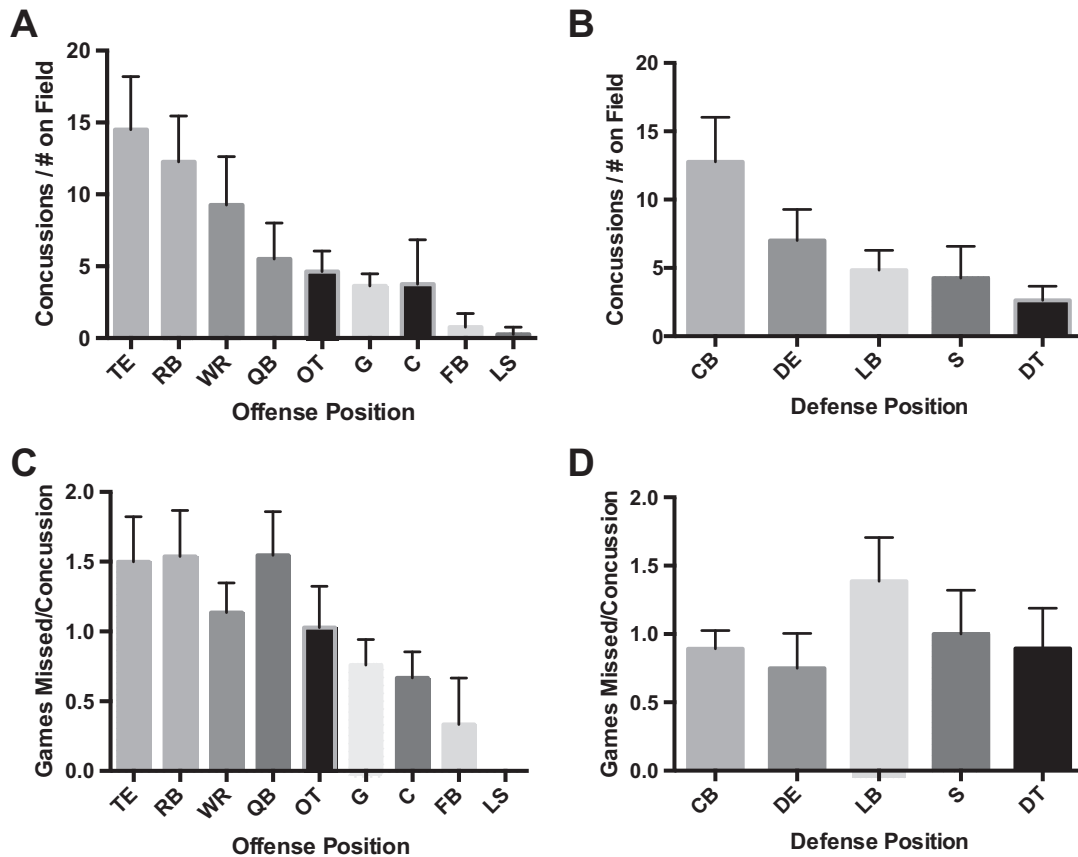 A
Concussions / # on Field
20
15
10
5
0
TE RB WR QB OT G C FB LS
Offense Position
B
Concussions / # on Field
20
15
10
5
0
CB DE LB S DT
Defense Position
C
Games Missed/Concussion
2.0
1.5
1.0
0.5
0.0
TE RB WR QB OT G C FB LS
Offense Position
D
Games Missed/Concussion
2.0
1.5
1.0
0.5
0.0
CB DE LB S DT
Defense Position